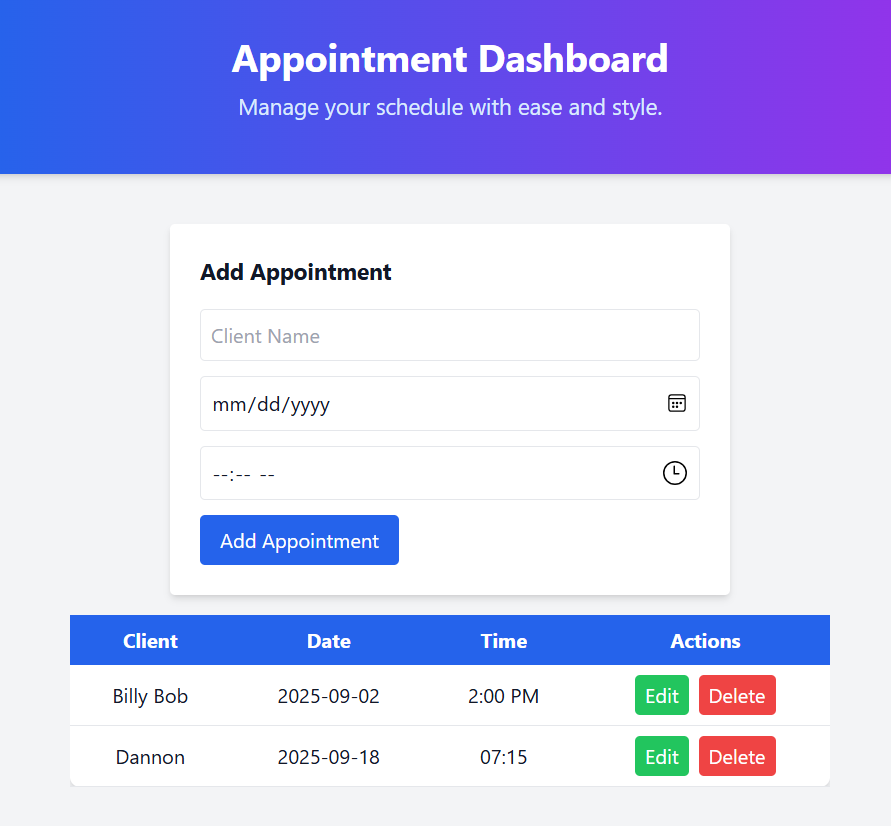 Appointment Dashboard
Manage your schedule with ease and style.
Add Appointment
Client Name
mm/dd/yyyy
--:-- --
Add Appointment
Client Date Time Actions
Billy Bob 2025-09-02 2:00 PM Edit Delete
Dannon 2025-09-18 07:15 Edit Delete